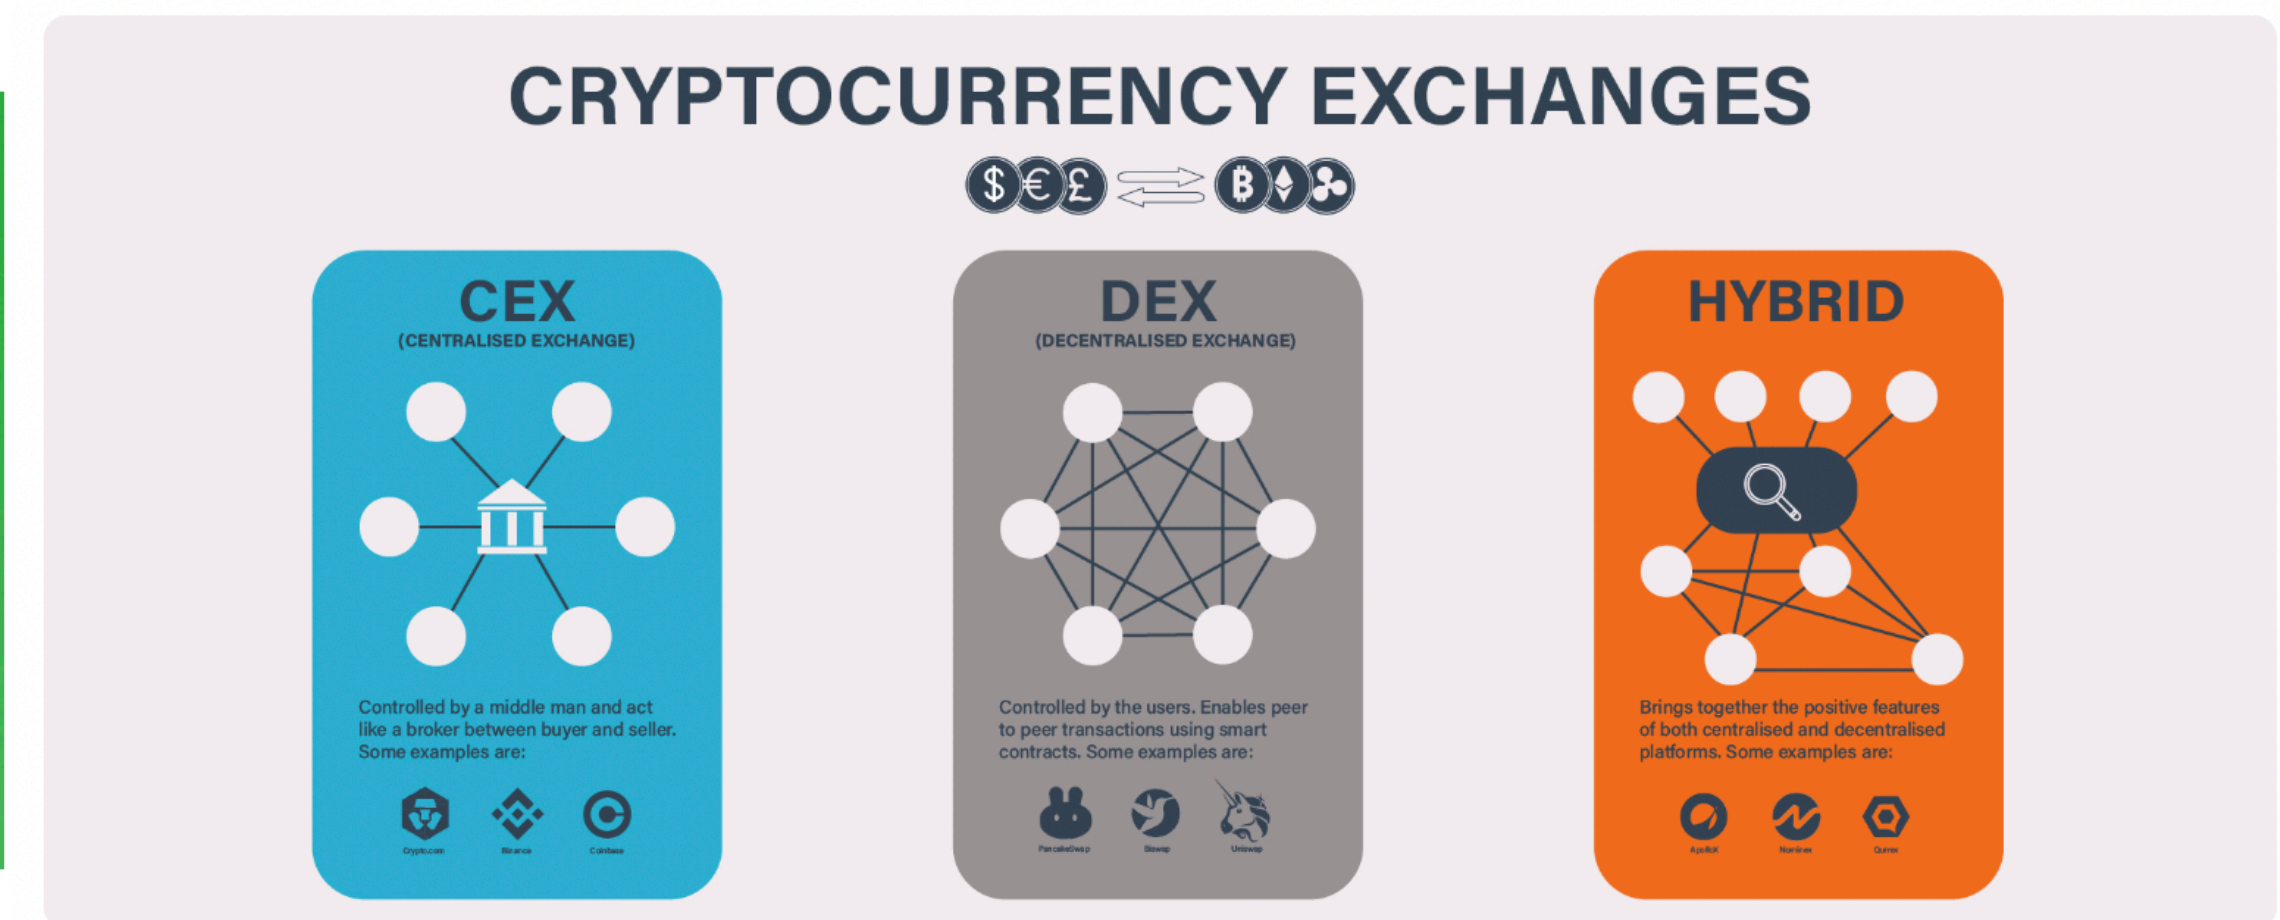 CRYPTOCURRENCY EXCHANGES
CEX
(CENTRALISED EXCHANGE)
Controlled by a middle man and act
like a broker between buyer and seller.
Some examples are:
Crypto.com Binance Coinbase
DEX
(DECENTRALISED EXCHANGE)
Controlled by the users. Enables peer
to peer transactions using smart
contracts. Some examples are:
PancakeSwap Biswap Uniswap
HYBRID
Brings together the positive features
of both centralised and decentralised
platforms. Some examples are:
ApolloX Nominex Qurrex